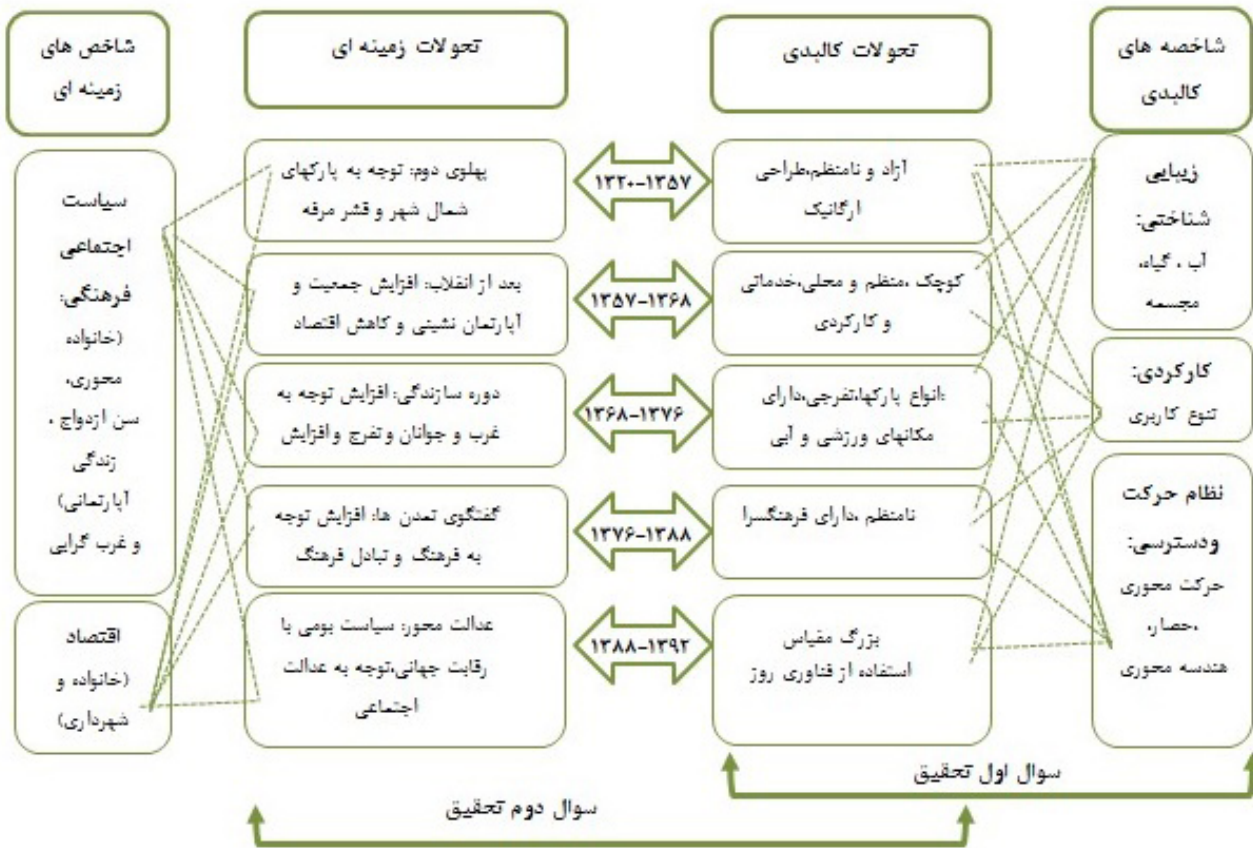 شاخصه های
کالبدی
تحولات کالبدی
تحولات زمینه ای
شاخص های
زمینه ای
زیبایی
شناختی:
آب ، گیاه،
مجسمه
کارکردی:
تنوع کاربری
نظام حرکت
ودسترسی:
حرکت محوری
،حصار،
هندسه محوری
آزاد و نامنظم،طراحی
ارگانیک
کوچک ،منظم و محلی،خدماتی
و کارکردی
:انواع پارکها،تفرجی،دارای
مکانهای ورزشی و آبی
نامنظم ،دارای فرهنگسرا
بزرگ مقیاس
استفاده از فناوری روز
۱۳۲۰-۱۳۵۷
۱۳۵۷-۱۳۶۸
۱۳۶۸-۱۳۷۶
۱۳۷۶-۱۳۸۸
۱۳۸۸-۱۳۹۲
پهلوی دوم: توجه به پارکهای
شمال شهر و قشر مرفه
بعد از انقلاب: افزایش جمعیت و
آپارتمان نشینی و کاهش اقتصاد
دوره سازندگی: افزایش توجه به
غرب و جوانان و تفرج و افزایش
گفتگوی تمدن ها: افزایش توجه
به فرهنگ و تبادل فرهنگ
عدالت محور: سیاست بومی با
رقابت جهانی،توجه به عدالت
اجتماعی
سیاست
اجتماعی
فرهنگی:
(خانواده
محوری،
سن ازدواج ،
زندگی
آپارتمانی)
و غرب گرایی
اقتصاد
(خانواده و
شهرداری)
سوال اول تحقیق
سوال دوم تحقیق